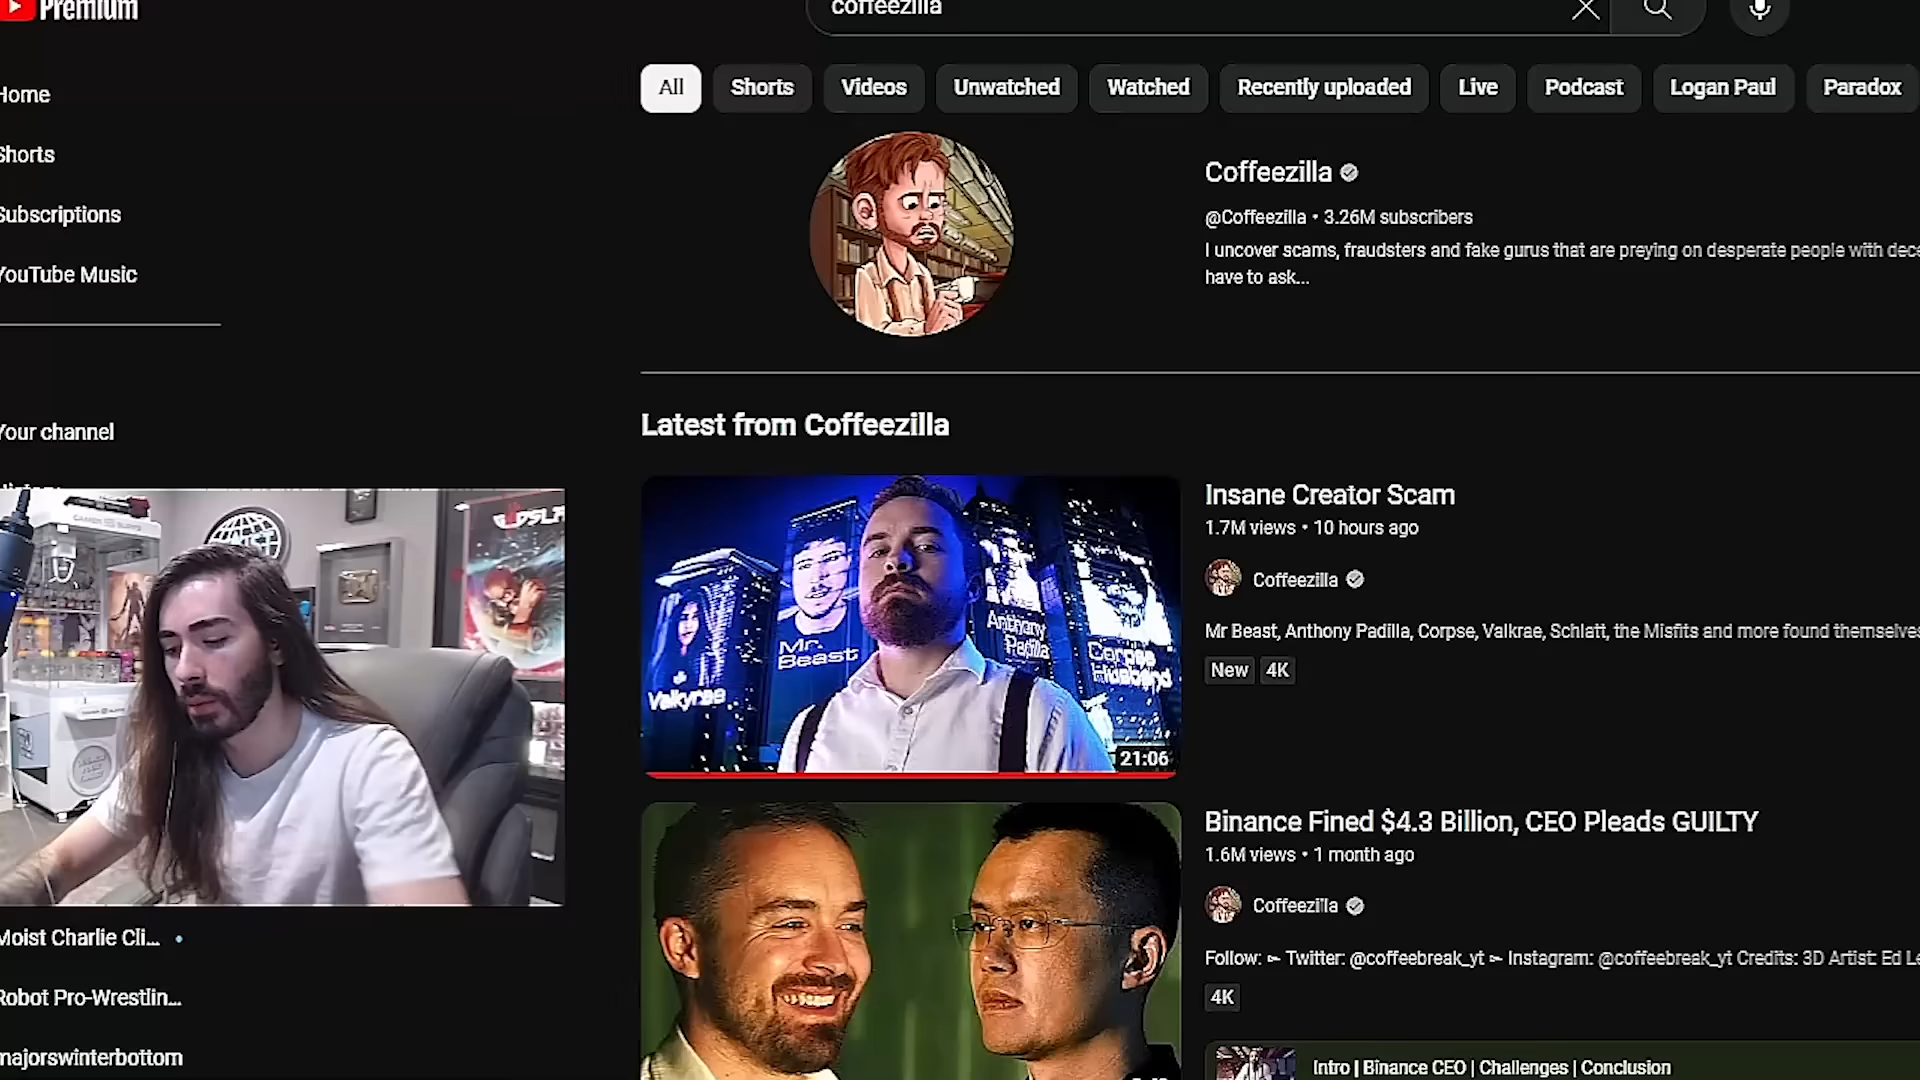 Premium
coffeezilla
All
Shorts
Videos
Unwatched
Watched
Recently uploaded
Live
Podcast
Logan Paul
Paradox
Home
Shorts
Subscriptions
YouTube Music
Your channel
History
Coffeezilla
@Coffeezilla • 3.26M subscribers
I uncover scams, fraudsters and fake gurus that are preying on desperate people with
have to ask...
Latest from Coffeezilla
Valkyrae
Mr. Beast
Anthony Padilla
Corpse Husband
21:06
Insane Creator Scam
1.7M views • 10 hours ago
Coffeezilla
Mr Beast, Anthony Padilla, Corpse, Valkrae, Schlatt, the Misfits and more found themselves
New
4K
Binance Fined $4.3 Billion, CEO Pleads GUILTY
1.6M views • 1 month ago
Coffeezilla
Follow: ➳ Twitter: @coffeebreak_yt ➳ Instagram: @coffeebreak_yt Credits: 3D Artist: Ed
4K
Intro | Binance CEO | Challenges | Conclusion
Moist Charlie Cli... •
Robot Pro-Wrestlin...
majorswinterbottom